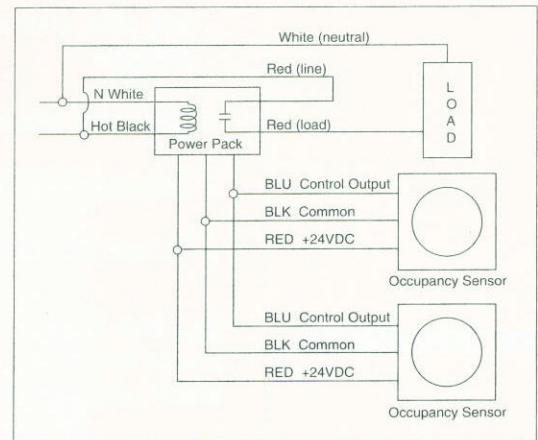 White (neutral)
Red (line)
N White
Hot Black
Red (load)
Power Pack
L
O
A
D
BLU Control Output
BLK Common
RED +24VDC
Occupancy Sensor
BLU Control Output
BLK Common
RED +24VDC
Occupancy Sensor